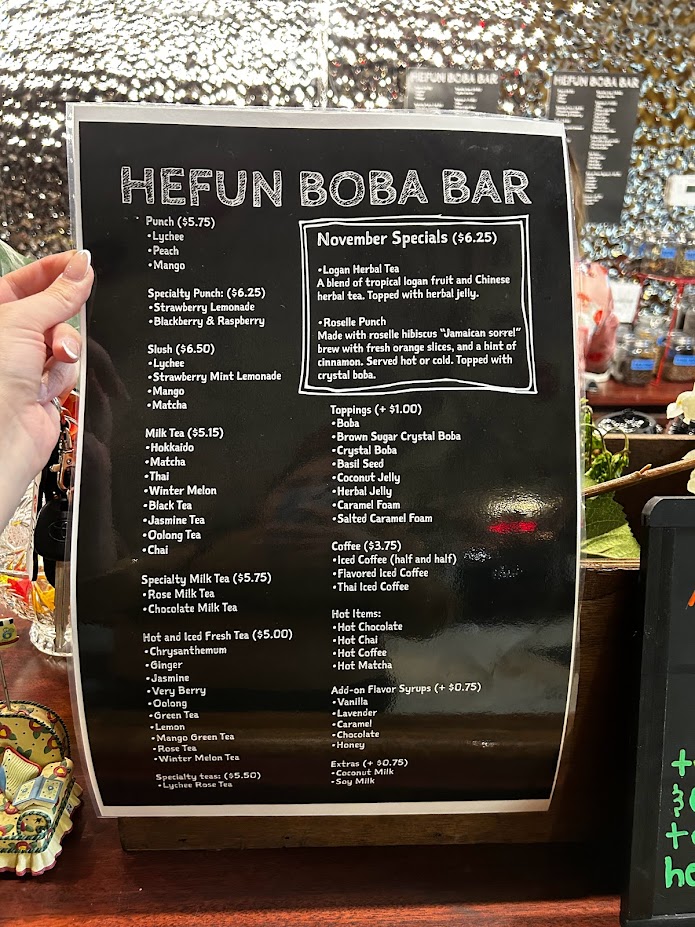 HEFUN BOBA BAR
HEFUN BOBA BAR
HEFUN BOBA BAR
Punch ($5.75)
•Lychee
•Peach
•Mango
Specialty Punch: ($6.25)
•Strawberry Lemonade
•Blackberry & Raspberry
Slush ($6.50)
•Lychee
•Strawberry Mint Lemonade
•Mango
•Matcha
Milk Tea ($5.15)
•Hokkaido
•Matcha
•Thai
•Winter Melon
•Black Tea
•Jasmine Tea
•Oolong Tea
•Chai
Specialty Milk Tea ($5.75)
•Rose Milk Tea
•Chocolate Milk Tea
Hot and Iced Fresh Tea ($5.00)
•Chrysanthemum
•Ginger
•Jasmine
•Very Berry
•Oolong
•Green Tea
•Lemon
•Mango Green Tea
•Rose Tea
•Winter Melon Tea
Specialty teas: ($5.50)
•Lychee Rose Tea
November Specials ($6.25)
•Logan Herbal Tea
A blend of tropical logan fruit and Chinese
herbal tea. Topped with herbal jelly.
•Roselle Punch
Made with roselle hibiscus "Jamaican sorrel"
brew with fresh orange slices, and a hint of
cinnamon. Served hot or cold. Topped with
crystal boba.
Toppings (+ $1.00)
•Boba
•Brown Sugar Crystal Boba
•Crystal Boba
•Basil Seed
•Coconut Jelly
•Herbal Jelly
•Caramel Foam
•Salted Caramel Foam
Coffee ($3.75)
•Iced Coffee (half and half)
•Flavored Iced Coffee
•Thai Iced Coffee
Hot Items:
•Hot Chocolate
•Hot Chai
•Hot Coffee
•Hot Matcha
Add-on Flavor Syrups (+ $0.75)
•Vanilla
•Lavender
•Caramel
•Chocolate
•Honey
Extras (+ $0.75)
•Coconut Milk
•Soy Milk